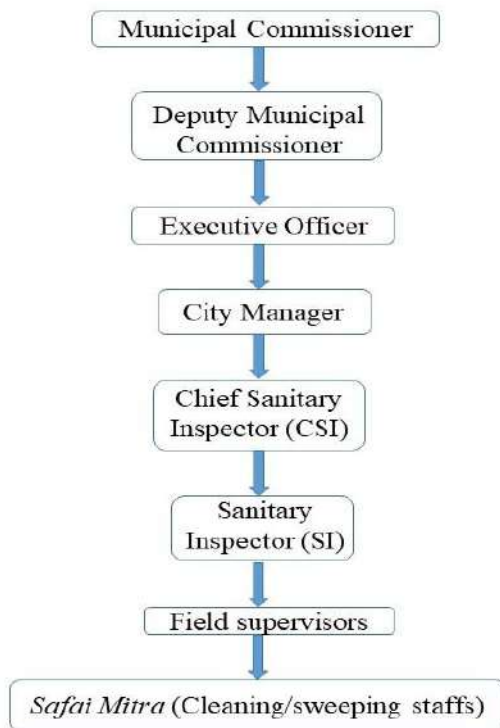 Municipal Commissioner
Deputy Municipal
Commissioner
Executive Officer
City Manager
Chief Sanitary
Inspector (CSI)
Sanitary
Inspector (SI)
Field supervisors
Safai Mitra (Cleaning/sweeping staffs)